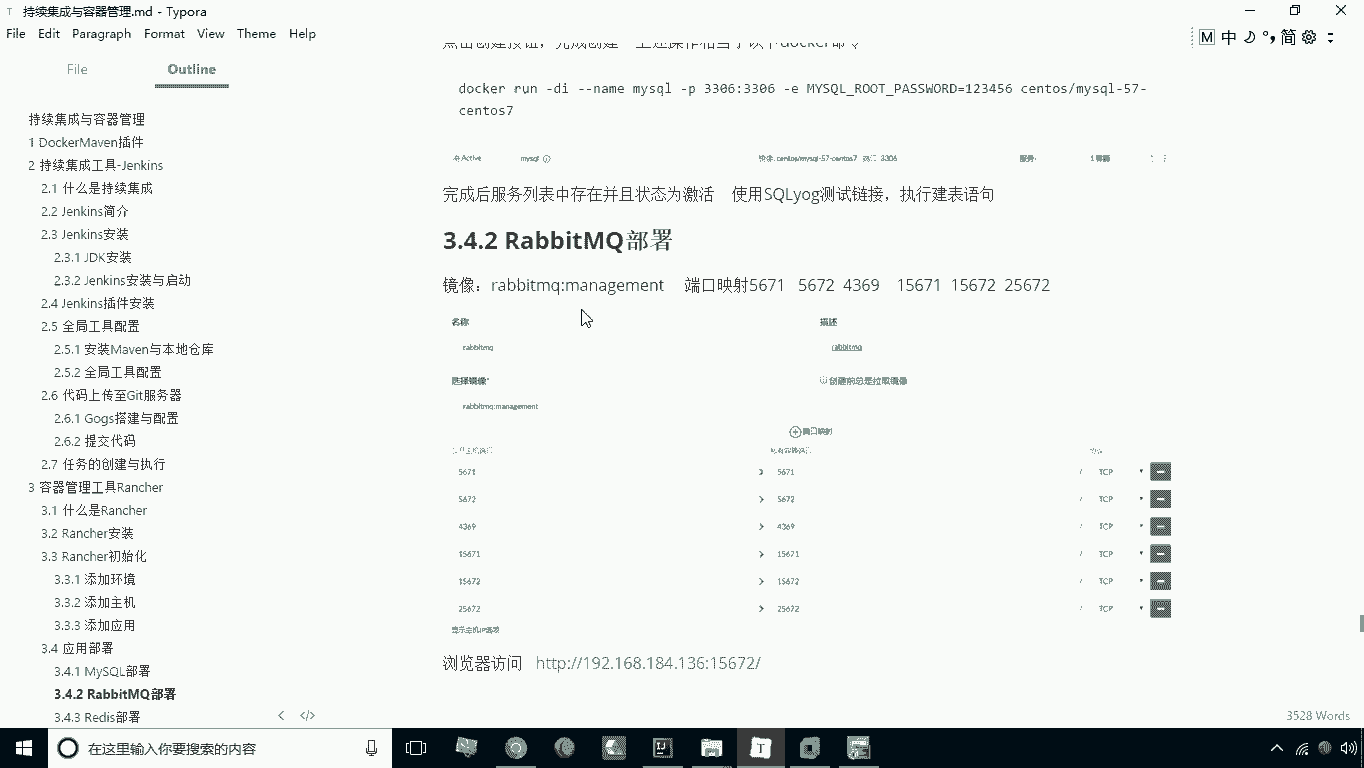 持续集成与容器管理.md - Typora
File Edit Paragraph Format View Theme Help
M 中 简
File Outline
持续集成与容器管理
1 DockerMaven插件
2 持续集成工具-Jenkins
2.1 什么是持续集成
2.2 Jenkins简介
2.3 Jenkins安装
2.3.1 JDK安装
2.3.2 Jenkins安装与启动
2.4 Jenkins插件安装
2.5 全局工具配置
2.5.1 安装Maven与本地仓库
2.5.2 全局工具配置
2.6 代码上传至Git服务器
2.6.1 Gogs搭建与配置
2.6.2 提交代码
2.7 任务的创建与执行
3 容器管理工具Rancher
3.1 什么是Rancher
3.2 Rancher安装
3.3 Rancher初始化
3.3.1 添加环境
3.3.2 添加主机
3.3.3 添加应用
3.4 应用部署
3.4.1 MySQL部署
3.4.2 RabbitMQ部署
3.4.3 Redis部署
docker run -di --name mysql -p 3306:3306 -e MYSQL_ROOT_PASSWORD=123456 centos/mysql-57-
centos7
Active mysql 镜像: centos/mysql-57-centos7 3306 服务: 1 容器
完成后服务列表中存在并且状态为激活 使用SQLyog测试链接，执行建表语句
3.4.2 RabbitMQ部署
镜像：rabbitmq:management 端口映射5671 5672 4369 15671 15672 25672
名称 描述
rabbitmq rabbitmq
选择镜像* 创建前总是拉取镜像
rabbitmq:management
端口映射
5671 5671 / TCP
5672 5672 / TCP
4369 4369 / TCP
15671 15671 / TCP
15672 15672 / TCP
25672 25672 / TCP
显示主机IP选项
浏览器访问 http://192.168.184.136:15672/
3528 Words
在这里输入你要搜索的内容